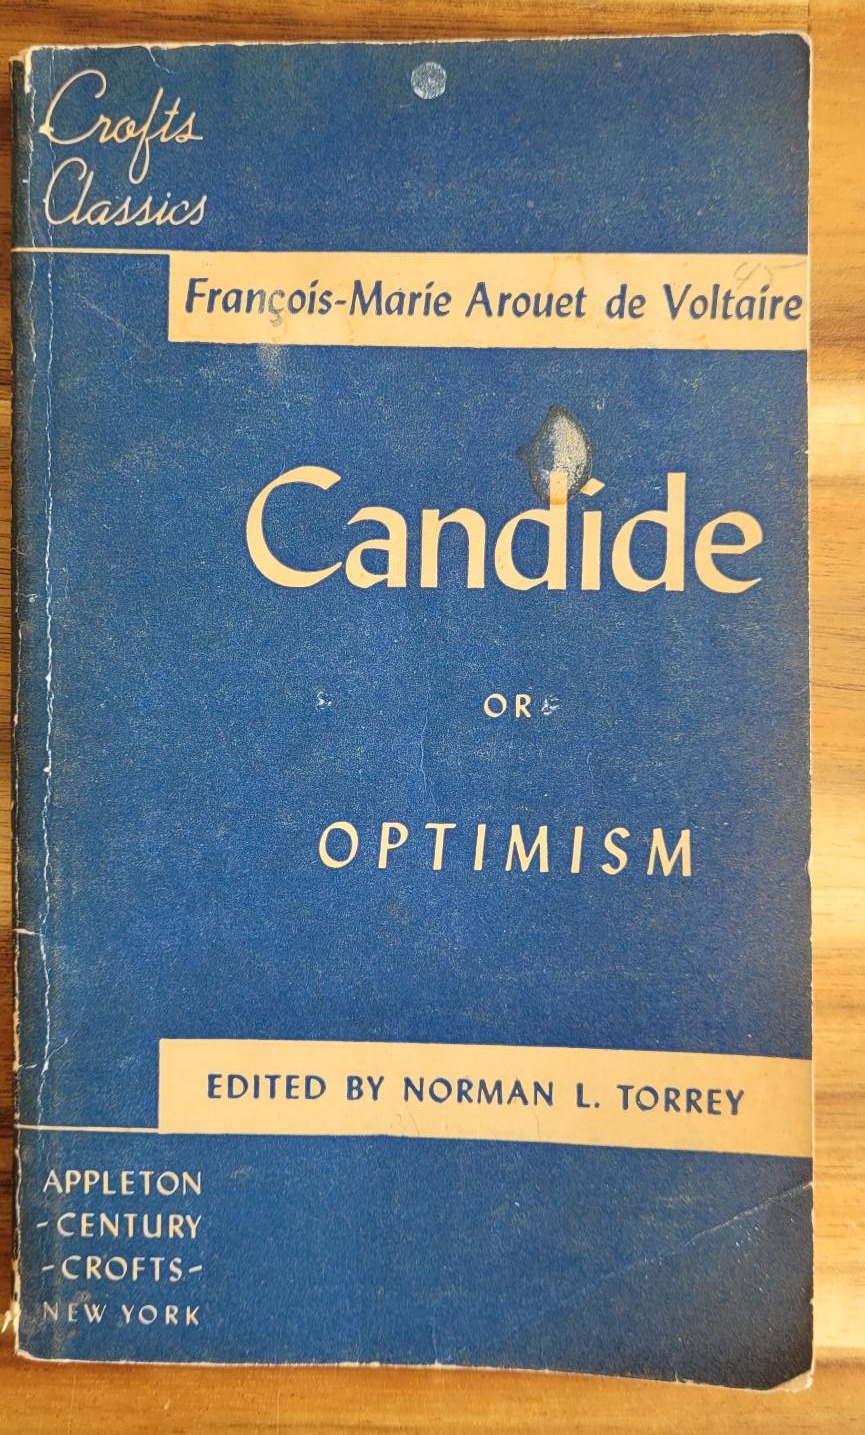 Crofts
Classics
François-Marie Arouet de Voltaire
Candide
OR
OPTIMISM
EDITED BY NORMAN L. TORREY
APPLETON
-CENTURY
-CROFTS-
NEW YORK